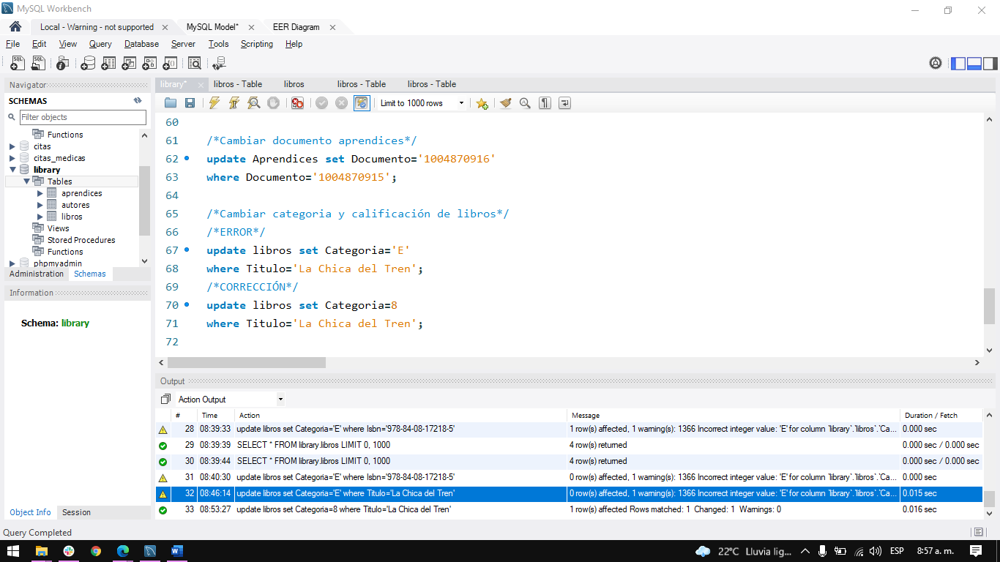 MySQL Workbench
Local - Warning - not supported
MySQL Model*
EER Diagram
File Edit View Query Database Server Tools Scripting Help
Navigator
SCHEMAS
Filter objects
Functions
citas
citas_medicas
library
Tables
aprendices
autores
libros
Views
Stored Procedures
Functions
phpmyadmin
Administration Schemas
Information
Schema: library
Object Info Session
library* libros - Table libros libros - Table libros - Table
Limit to 1000 rows
60
61 /*Cambiar documento aprendices*/
62 update Aprendices set Documento='1004870916'
63 where Documento='1004870915';
64
65 /*Cambiar categoria y calificación de libros*/
66 /*ERROR*/
67 update libros set Categoria='E'
68 where Titulo='La Chica del Tren';
69 /*CORRECCIÓN*/
70 update libros set Categoria=8
71 where Titulo='La Chica del Tren';
72
Output
Action Output
# Time Action Message Duration / Fetch
28 08:39:33 update libros set Categoria='E' where Isbn='978-84-08-17218-5' 1 row(s) affected, 1 warning(s): 1366 Incorrect integer value: 'E' for column `library`.`libros`.`Ca... 0.000 sec
29 08:39:39 SELECT * FROM library.libros LIMIT 0, 1000 4 row(s) returned 0.000 sec / 0.000 sec
30 08:39:44 SELECT * FROM library.libros LIMIT 0, 1000 4 row(s) returned 0.000 sec / 0.000 sec
31 08:40:30 update libros set Categoria='E' where Isbn='978-84-08-17218-5' 0 row(s) affected, 1 warning(s): 1366 Incorrect integer value: 'E' for column `library`.`libros`.`Ca... 0.000 sec
32 08:46:14 update libros set Categoria='E' where Titulo='La Chica del Tren' 0 row(s) affected, 1 warning(s): 1366 Incorrect integer value: 'E' for column `library`.`libros`.`Ca... 0.015 sec
33 08:53:27 update libros set Categoria=8 where Titulo='La Chica del Tren' 1 row(s) affected Rows matched: 1 Changed: 1 Warnings: 0 0.016 sec
Query Completed
22°C Lluvia lig... ESP 8:57 a. m.